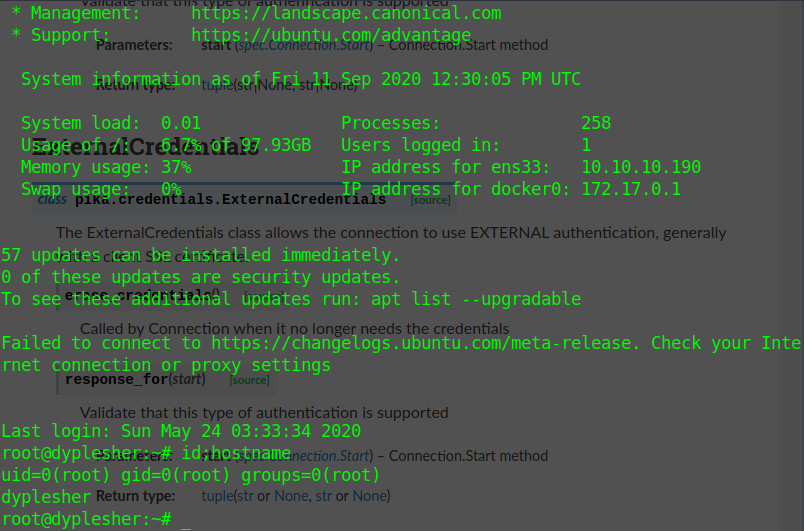 Validate that this type of authentication is supported
* Management: https://landscape.canonical.com
* Support: https://ubuntu.com/advantage
Parameters: start (spec.Connection.Start) – Connection.Start method
System information as of Fri 11 Sep 2020 12:30:05 PM UTC
Return type: tuple(str|None, str|None)
System load: 0.01 Processes: 258
Usage of /: 6.7% of 97.93GB Users logged in: 1
ExternalCredentials
Memory usage: 37% IP address for ens33: 10.10.10.190
Swap usage: 0% IP address for docker0: 172.17.0.1
class pika.credentials.ExternalCredentials [source]
The ExternalCredentials class allows the connection to use EXTERNAL authentication, generally
57 updates can be installed immediately.
0 of these updates are security updates.
To see these additional updates run: apt list --upgradable
erase_credentials()
Called by Connection when it no longer needs the credentials
Failed to connect to https://changelogs.ubuntu.com/meta-release. Check your Inte
rnet connection or proxy settings
response_for(start) [source]
Validate that this type of authentication is supported
Last login: Sun May 24 03:33:34 2020
root@dyplesher:~# id;hostname
Parameters: start (spec.Connection.Start) – Connection.Start method
uid=0(root) gid=0(root) groups=0(root)
dyplesher
Return type: tuple(str or None, str or None)
root@dyplesher:~# _